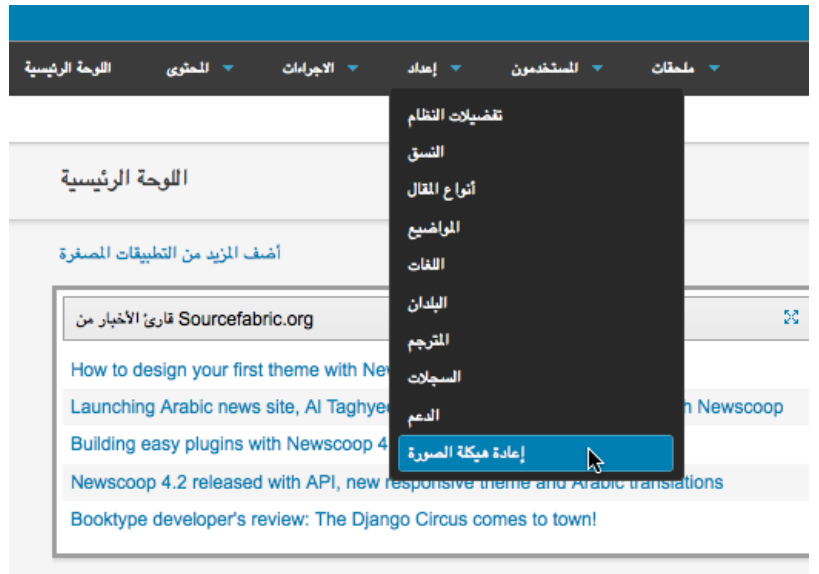 اللوحة الرئيسية
المحتوى
الاجراءات
إعداد
المستخدمون
ملحقات
تفضيلات النظام
النسق
أنواع المقال
المواضيع
اللغات
البلدان
المترجم
السجلات
الدعم
إعادة هيكلة الصورة
اللوحة الرئيسية
أضف المزيد من التطبيقات المصغرة
قارئ الأخبار من Sourcefabric.org
How to design your first theme with
Launching Arabic news site, Al Newscoop
Building easy plugins with Newscoop
Newscoop 4.2 released with API, new responsive theme and Arabic translations
Booktype developer's review: The Django Circus comes to town!